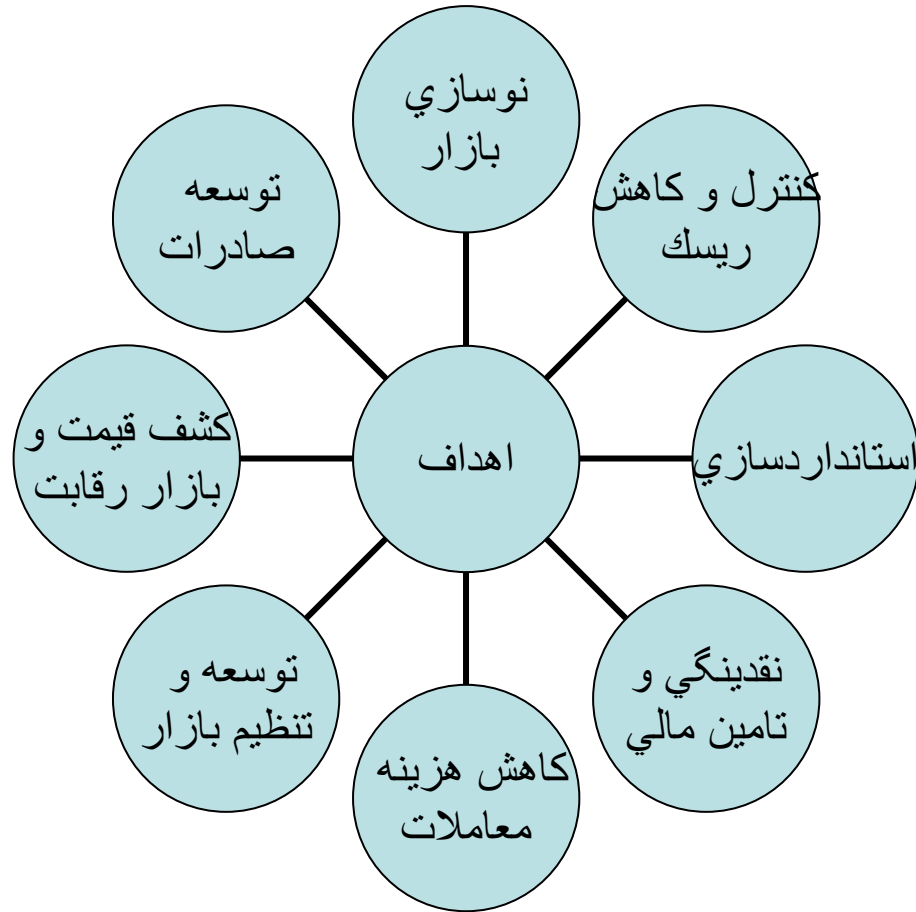 نوسازي
بازار
كنترل و كاهش
ريسك
استانداردسازي
نقدينگي و
تامين مالي
كاهش هزينه
معاملات
توسعه و
تنظيم بازار
كشف قيمت و
بازار رقابت
توسعه
صادرات
اهداف